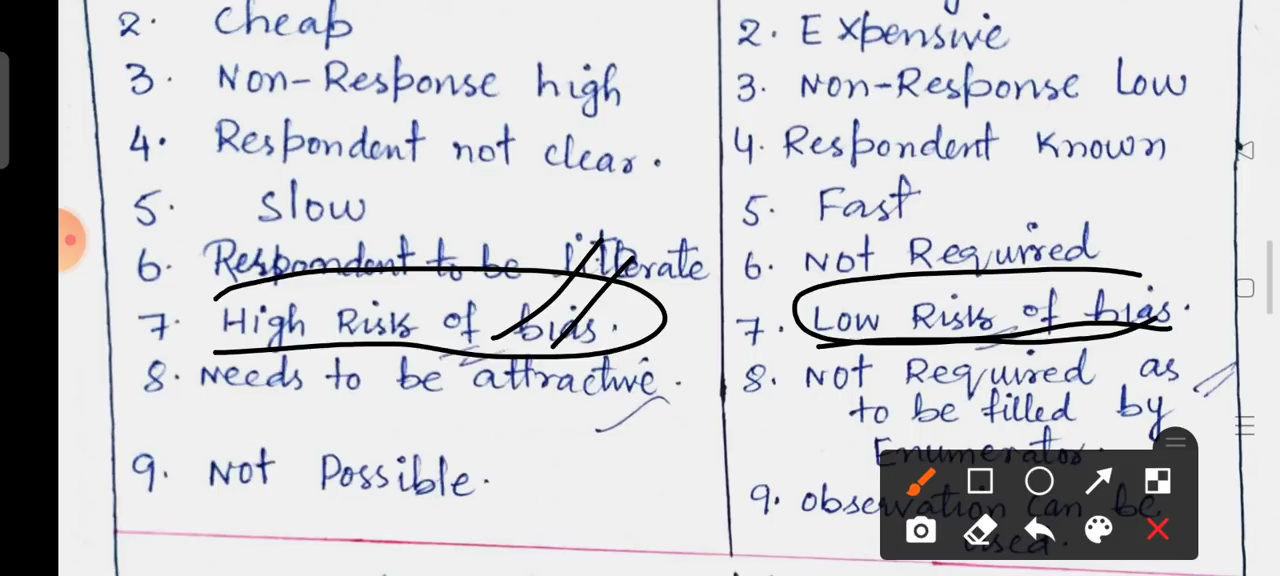 2. Cheap
3. Non-Response high
4. Respondent not clear.
5. Slow
6. Respondent to be litterate
7. High Risk of bias.
8. Needs to be attractive.
9. Not Possible.
2. Expensive
3. Non-Response Low
4. Respondent Known
5. Fast
6. Not Required
7. Low Risk of bias.
8. Not Required as
to be filled by
Enumerator.
9. Observation can be
used.